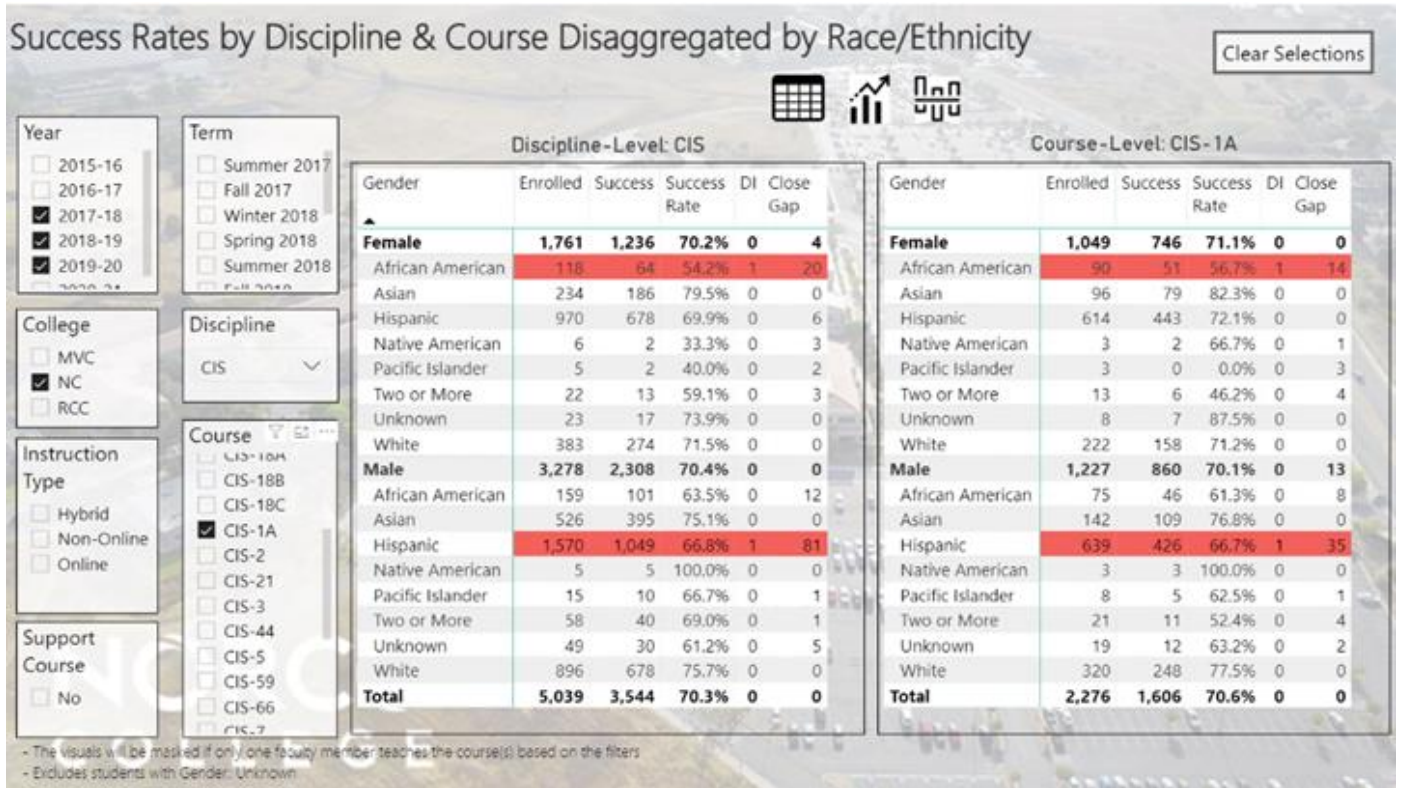 Success Rates by Discipline & Course Disaggregated by Race/Ethnicity
Clear Selections
Year
2015-16
2016-17
2017-18
2018-19
2019-20
Term
Summer 2017
Fall 2017
Winter 2018
Spring 2018
Summer 2018
College
MVC
NC
RCC
Discipline
CIS
Instruction
Type
Hybrid
Non-Online
Online
Support
Course
No
Course
CIS-18A
CIS-18B
CIS-18C
CIS-1A
CIS-2
CIS-21
CIS-3
CIS-44
CIS-5
CIS-59
CIS-66
CIS-7
Discipline-Level: CIS
Gender Enrolled Success Success Rate DI Close Gap
Female 1,761 1,236 70.2% 0 4
African American 118 64 54.2% 1 20
Asian 234 186 79.5% 0 0
Hispanic 970 678 69.9% 0 6
Native American 6 2 33.3% 0 3
Pacific Islander 5 2 40.0% 0 2
Two or More 22 13 59.1% 0 3
Unknown 23 17 73.9% 0 0
White 383 274 71.5% 0 0
Male 3,278 2,308 70.4% 0 0
African American 159 101 63.5% 0 12
Asian 526 395 75.1% 0 0
Hispanic 1,570 1,049 66.8% 1 81
Native American 5 5 100.0% 0 0
Pacific Islander 15 10 66.7% 0 1
Two or More 58 40 69.0% 0 1
Unknown 49 30 61.2% 0 5
White 896 678 75.7% 0 0
Total 5,039 3,544 70.3% 0 0
Course-Level: CIS-1A
Gender Enrolled Success Success Rate DI Close Gap
Female 1,049 746 71.1% 0 0
African American 90 51 56.7% 1 14
Asian 96 79 82.3% 0 0
Hispanic 614 443 72.1% 0 0
Native American 3 2 66.7% 0 1
Pacific Islander 3 0 0.0% 0 3
Two or More 13 6 46.2% 0 4
Unknown 8 7 87.5% 0 0
White 222 158 71.2% 0 0
Male 1,227 860 70.1% 0 13
African American 75 46 61.3% 0 8
Asian 142 109 76.8% 0 0
Hispanic 639 426 66.7% 1 35
Native American 3 3 100.0% 0 0
Pacific Islander 8 5 62.5% 0 1
Two or More 21 11 52.4% 0 4
Unknown 19 12 63.2% 0 2
White 320 248 77.5% 0 0
Total 2,276 1,606 70.6% 0 0
- The visuals will be masked if only one faculty member teaches the course(s) based on the filters
- Excludes students with Gender: Unknown
COLLEGE